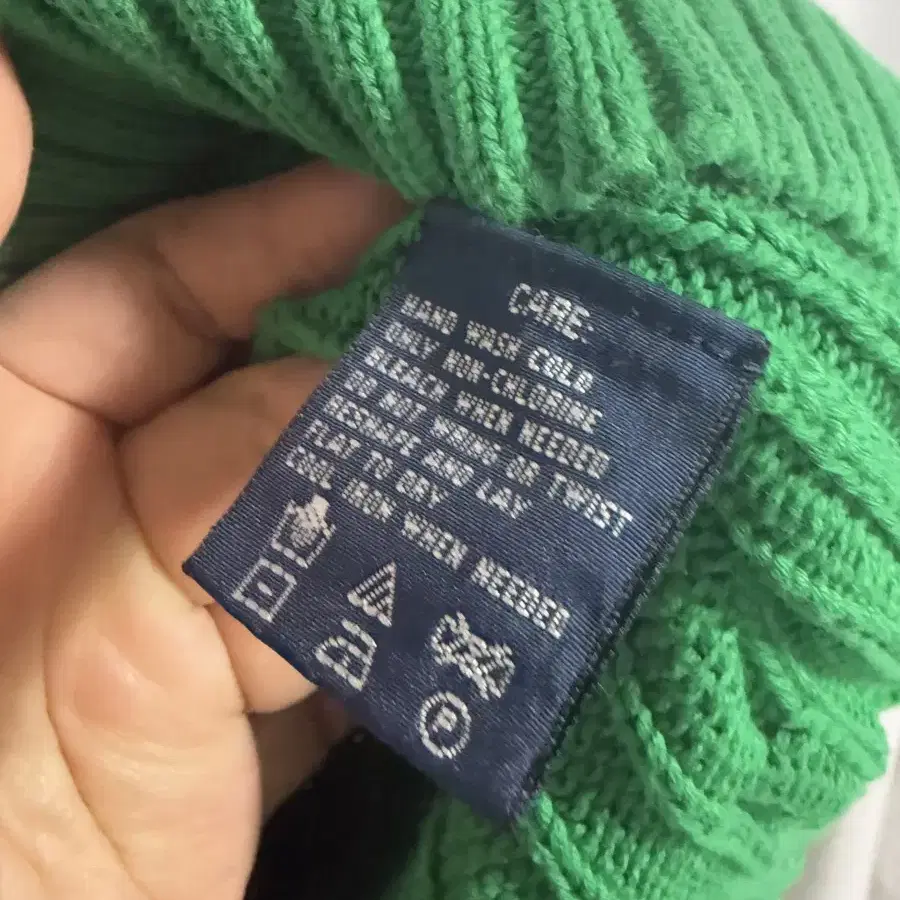 CARE:
HAND WASH COLD
ONLY NON-CHLORINE
BLEACH WHEN NEEDED
DO NOT WRING OR TWIST
RESHAPE AND LAY
FLAT TO DRY
COOL IRON WHEN NEEDED